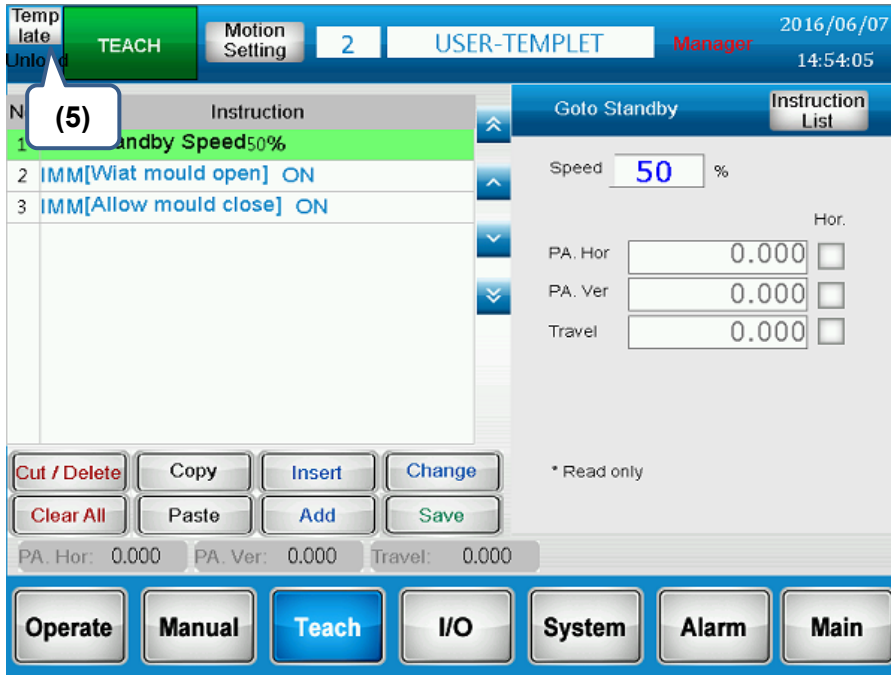 Temp
late
Unlo d
TEACH
Motion
Setting
2
USER-TEMPLET
Manager
2016/06/07
14:54:05
(5)
N
Instruction
1 andby Speed50%
2 IMM[Wiat mould open] ON
3 IMM[Allow mould close] ON
Goto Standby
Instruction
List
Speed 50 %
Hor.
PA. Hor 0.000
PA. Ver 0.000
Travel 0.000
* Read only
Cut / Delete Copy Insert Change
Clear All Paste Add Save
PA. Hor: 0.000 PA. Ver: 0.000 Travel: 0.000
Operate Manual Teach I/O System Alarm Main